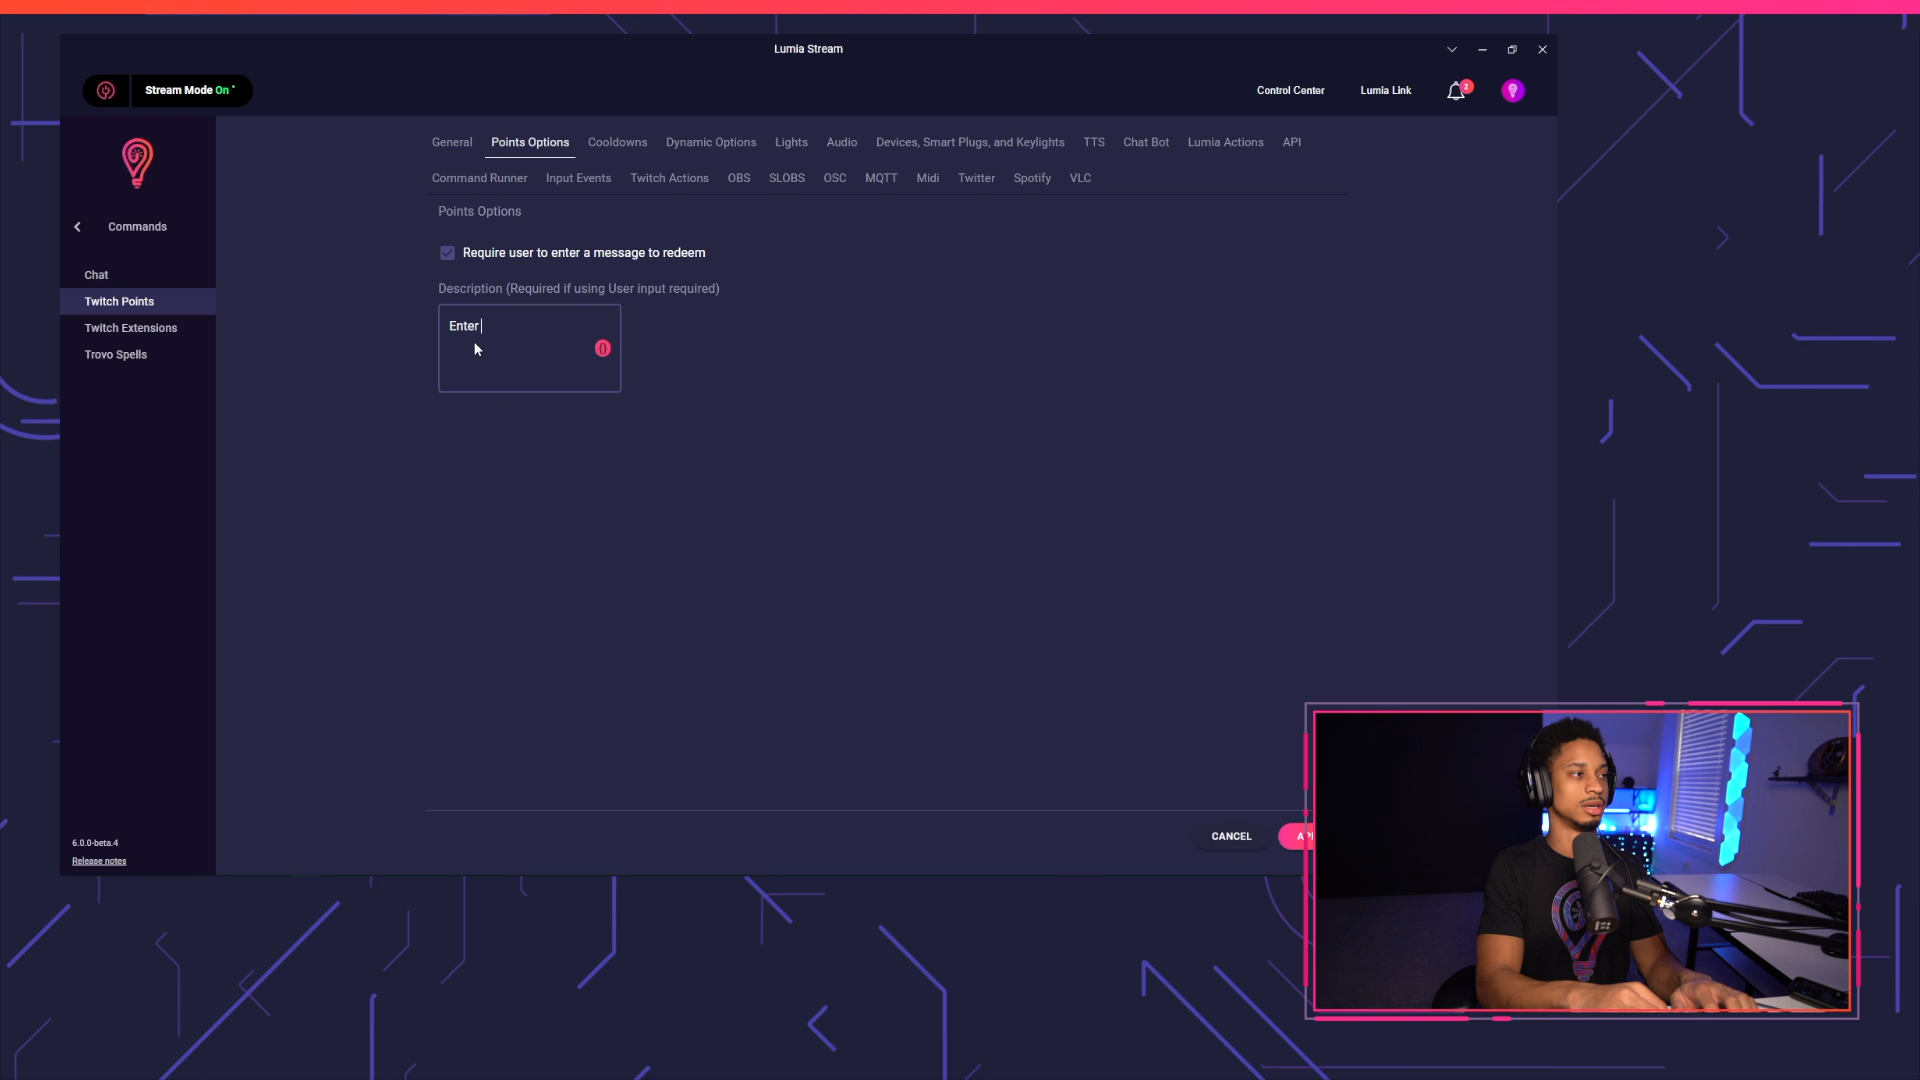 Lumia Stream
Stream Mode On
Control Center
Lumia Link
2
General Points Options Cooldowns Dynamic Options Lights Audio Devices, Smart Plugs, and Keylights TTS Chat Bot Lumia Actions API
Command Runner Input Events Twitch Actions OBS SLOBS OSC MQTT Midi Twitter Spotify VLC
Commands
Chat
Twitch Points
Twitch Extensions
Trovo Spells
Points Options
Require user to enter a message to redeem
Description (Required if using User input required)
Enter
{}
CANCEL
API
6.0.0-beta.4
Release notes